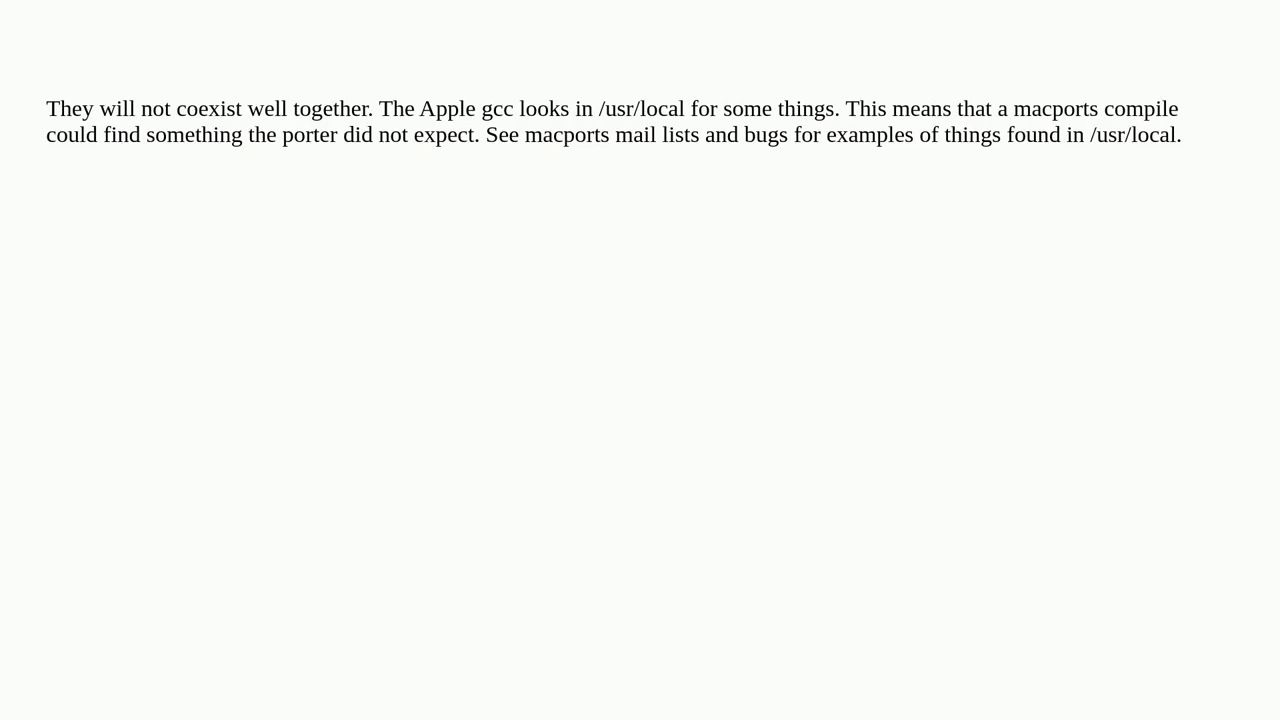 They will not coexist well together. The Apple gcc looks in /usr/local for some things. This means that a macports compile
could find something the porter did not expect. See macports mail lists and bugs for examples of things found in /usr/local.